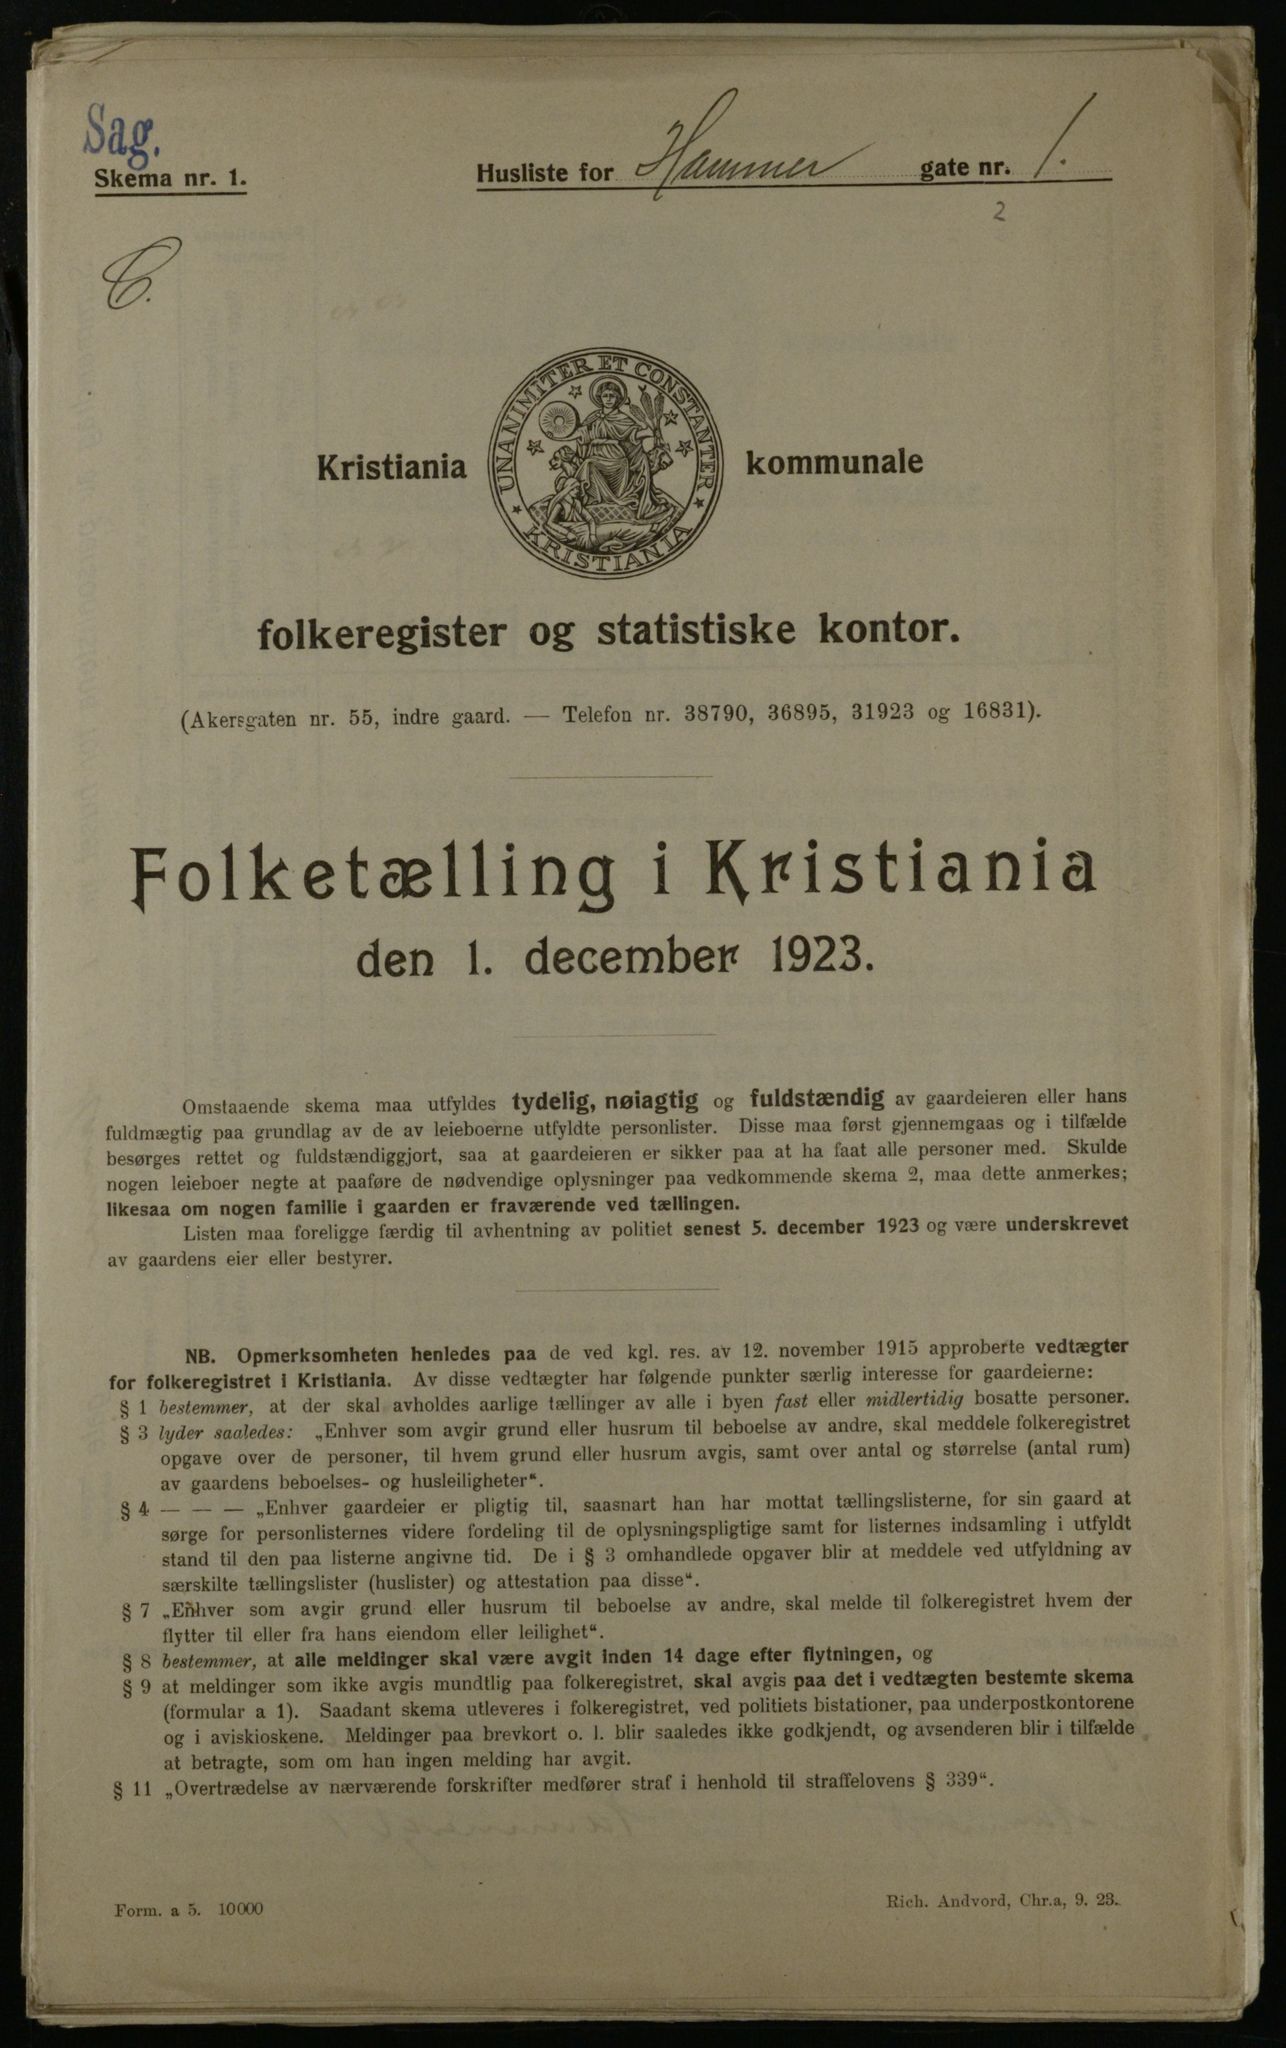 Sag.
Skema nr. 1.
Husliste for Hammer gate nr. 1.
2
C.
UNANIMITER ET CONSTANTER
KRISTIANIA
Kristiania kommunale
folkeregister og statistiske kontor.
(Akersgaten nr. 55, indre gaard. — Telefon nr. 38790, 36895, 31923 og 16831).
Folketælling i Kristiania
den 1. december 1923.
Omstaaende skema maa utfyldes tydelig, nøiagtig og fuldstændig av gaardeieren eller hans
fuldmægtig paa grundlag av de av leieboerne utfyldte personlister. Disse maa først gjennemgaas og i tilfælde
besørges rettet og fuldstændiggjort, saa at gaardeieren er sikker paa at ha faat alle personer med. Skulde
nogen leieboer negte at paaføre de nødvendige oplysninger paa vedkommende skema 2, maa dette anmerkes;
likesaa om nogen familie i gaarden er fraværende ved tællingen.
Listen maa foreligge færdig til avhentning av politiet senest 5. december 1923 og være underskrevet
av gaardens eier eller bestyrer.
NB. Opmerksomheten henledes paa de ved kgl. res. av 12. november 1915 approberte vedtægter
for folkeregistret i Kristiania. Av disse vedtægter har følgende punkter særlig interesse for gaardeierne:
§ 1 bestemmer, at der skal avholdes aarlige tællinger av alle i byen fast eller midlertidig bosatte personer.
§ 3 lyder saaledes: „Enhver som avgir grund eller husrum til beboelse av andre, skal meddele folkeregistret
opgave over de personer, til hvem grund eller husrum avgis, samt over antal og størrelse (antal rum)
av gaardens beboelses- og husleiligheter“.
§ 4 — — — „Enhver gaardeier er pligtig til, saasnart han har mottat tællingslisterne, for sin gaard at
sørge for personlisternes videre fordeling til de oplysningspligtige samt for listernes indsamling i utfyldt
stand til den paa listerne angivne tid. De i § 3 omhandlede opgaver blir at meddele ved utfyldning av
særskilte tællingslister (huslister) og attestation paa disse“.
§ 7 „Enhver som avgir grund eller husrum til beboelse av andre, skal melde til folkeregistret hvem der
flytter til eller fra hans eiendom eller leilighet“.
§ 8 bestemmer, at alle meldinger skal være avgit inden 14 dage efter flytningen, og
§ 9 at meldinger som ikke avgis mundtlig paa folkeregistret, skal avgis paa det i vedtægten bestemte skema
(formular a 1). Saadant skema utleveres i folkeregistret, ved politiets bistationer, paa underpostkontorene
og i aviskioskene. Meldinger paa brevkort o. l. blir saaledes ikke godkjendt, og avsenderen blir i tilfælde
at betragte, som om han ingen melding har avgit.
§ 11 „Overtrædelse av nærværende forskrifter medfører straf i henhold til straffelovens § 339“.
Form. a 5. 10000
Rich. Andvord, Chr.a, 9. 23.